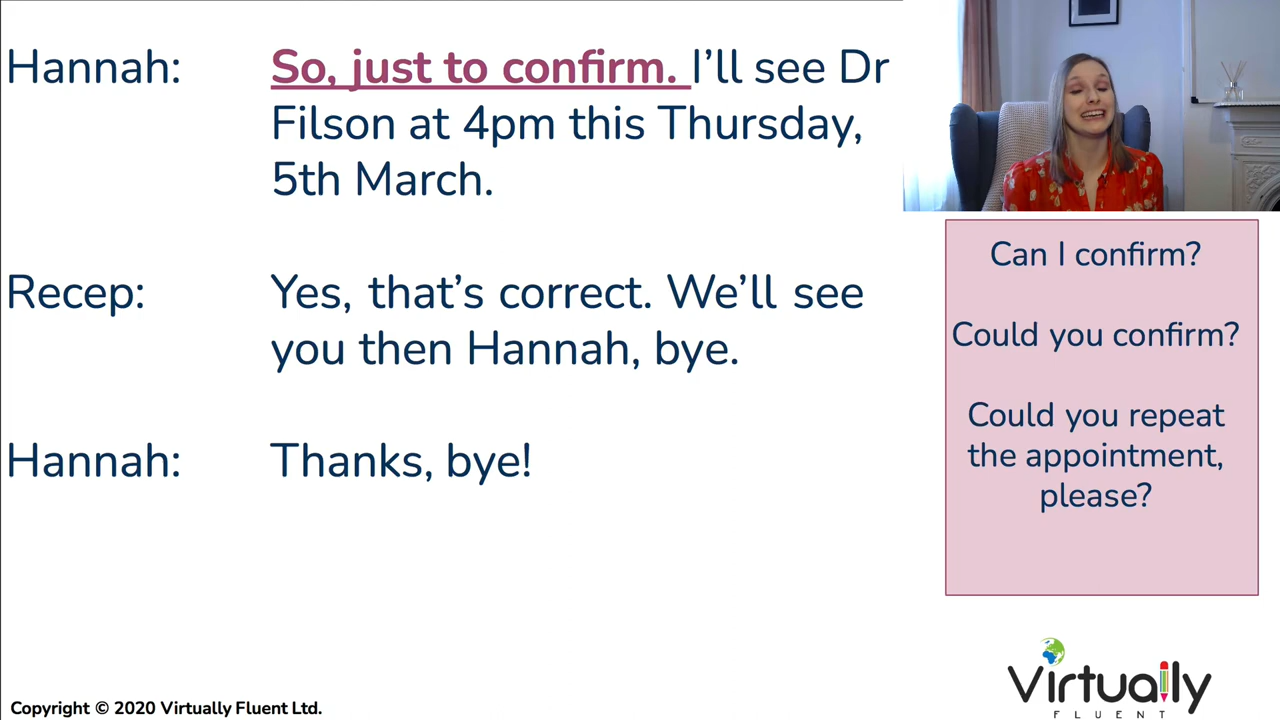 Hannah: So, just to confirm. I'll see Dr
Filson at 4pm this Thursday,
5th March.
Recep: Yes, that's correct. We'll see
you then Hannah, bye.
Hannah: Thanks, bye!
Can I confirm?
Could you confirm?
Could you repeat
the appointment,
please?
Virtually
FLUENT
Copyright © 2020 Virtually Fluent Ltd.